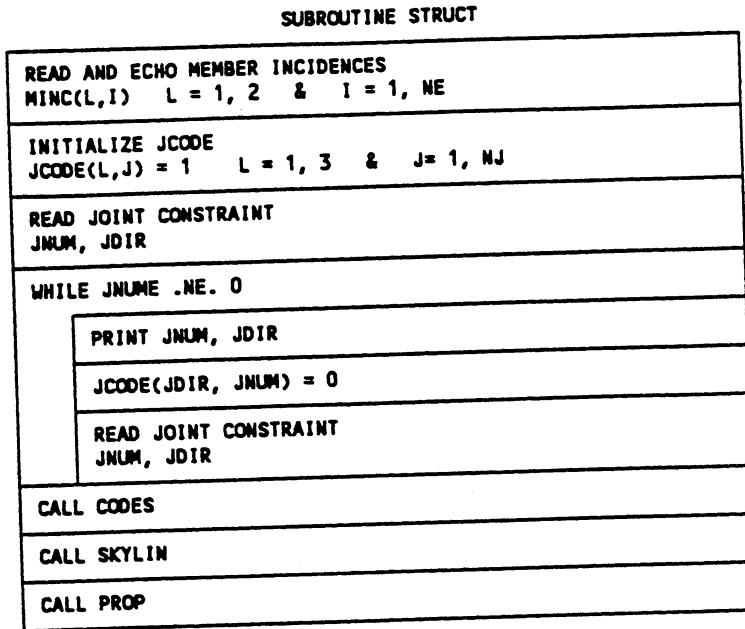 SUBROUTINE STRUCT
READ AND ECHO MEMBER INCIDENCES
MINC(L,I) L = 1, 2 & I = 1, NE
INITIALIZE JCODE
JCODE(L,J) = 1 L = 1, 3 & J= 1, NJ
READ JOINT CONSTRAINT
JNUM, JDIR
WHILE JNUME .NE. 0
PRINT JNUM, JDIR
JCODE(JDIR, JNUM) = 0
READ JOINT CONSTRAINT
JNUM, JDIR
CALL CODES
CALL SKYLIN
CALL PROP